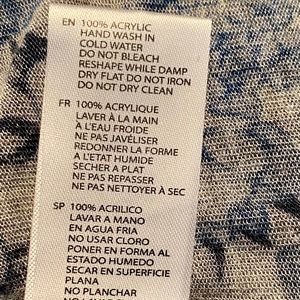 EN 100% ACRYLIC
HAND WASH IN
COLD WATER
DO NOT BLEACH
RESHAPE WHILE DAMP
DRY FLAT DO NOT IRON
DO NOT DRY CLEAN
FR 100% ACRYLIQUE
LAVER À LA MAIN
A L'EAU FROIDE
NE PAS JAVÉLISER
REDONNER LA FORME
A L'ETAT HUMIDE
SECHER A PLAT
NE PAS REPASSER
NE PAS NETTOYER À SEC
SP 100% ACRILICO
LAVAR A MANO
EN AGUA FRIA
NO USAR CLORO
PONER EN FORMA AL
ESTADO HUMEDO
SECAR EN SUPERFICIE
PLANA
NO PLANCHAR